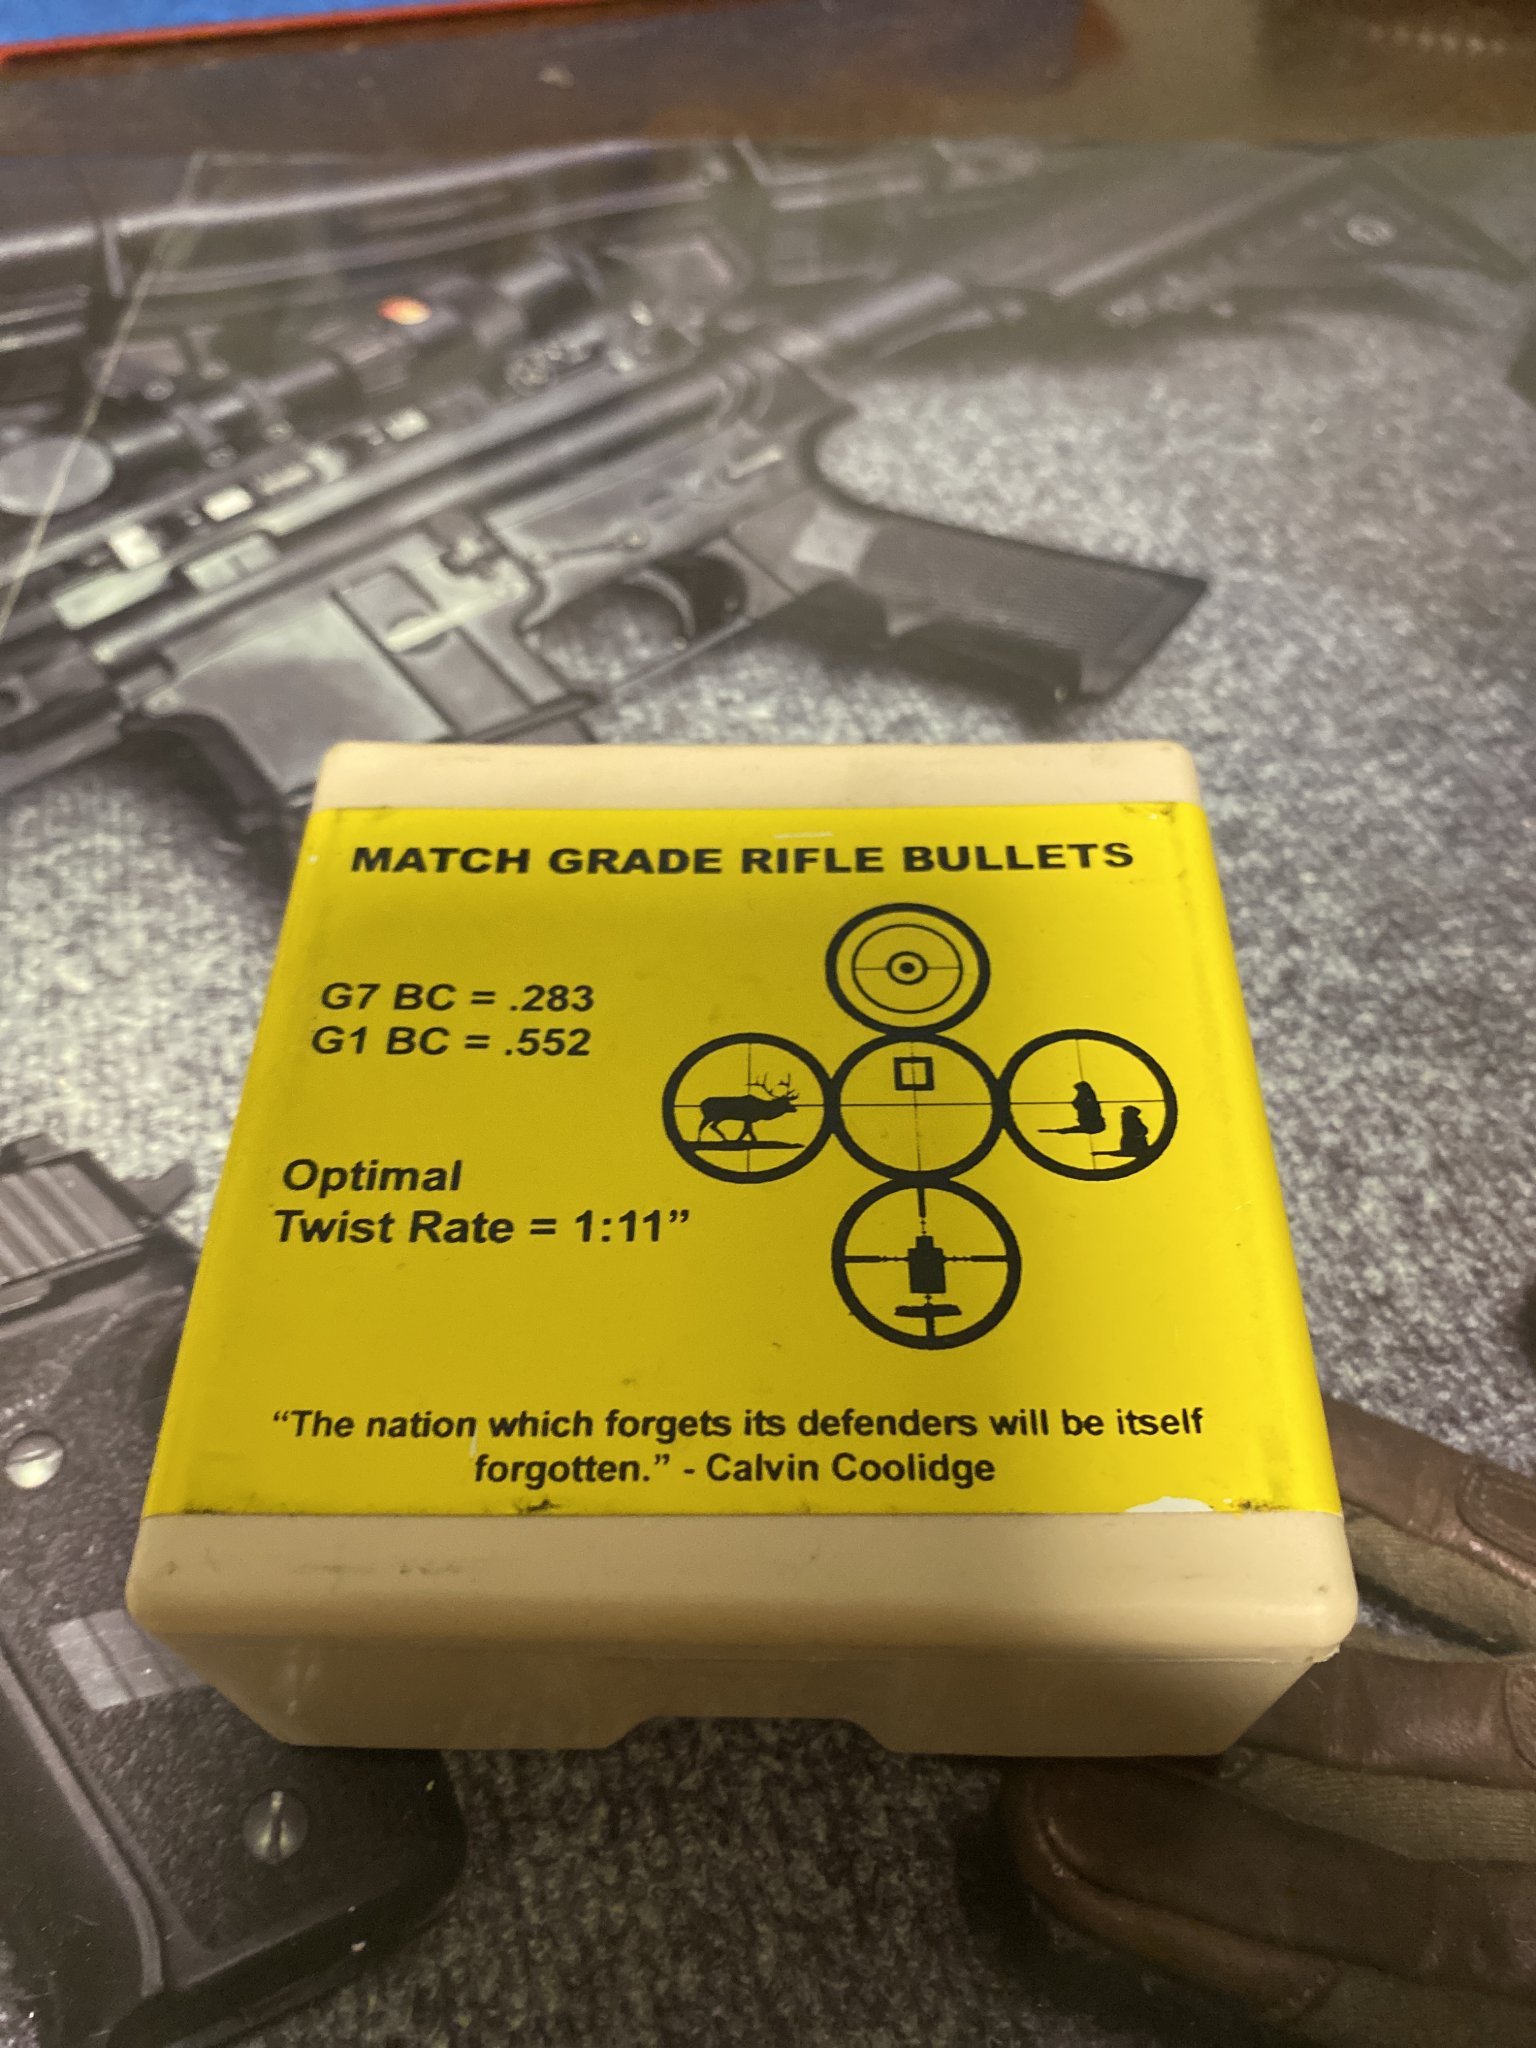 MATCH GRADE RIFLE BULLETS
G7 BC = .283
G1 BC = .552
Optimal
Twist Rate = 1:11”
“The nation which forgets its defenders will be itself
forgotten.” - Calvin Coolidge